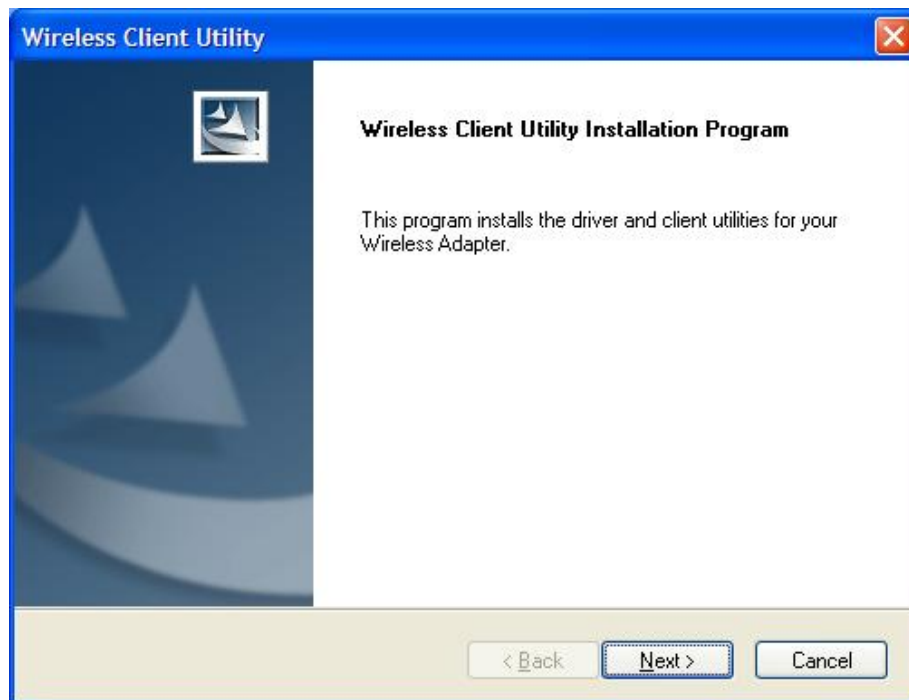 Wireless Client Utility
Wireless Client Utility Installation Program
This program installs the driver and client utilities for your
Wireless Adapter.
< Back
Next >
Cancel